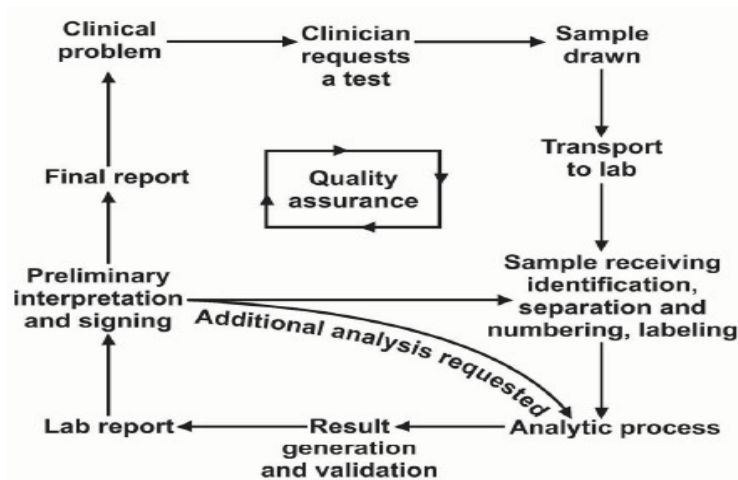 Clinical
problem
Clinician
requests
a test
Sample
drawn
Transport
to lab
Final report
Quality
assurance
Preliminary
interpretation
and signing
Sample receiving
identification,
separation and
numbering, labeling
Additional analysis requested
Lab report
Result
generation
and validation
Analytic process